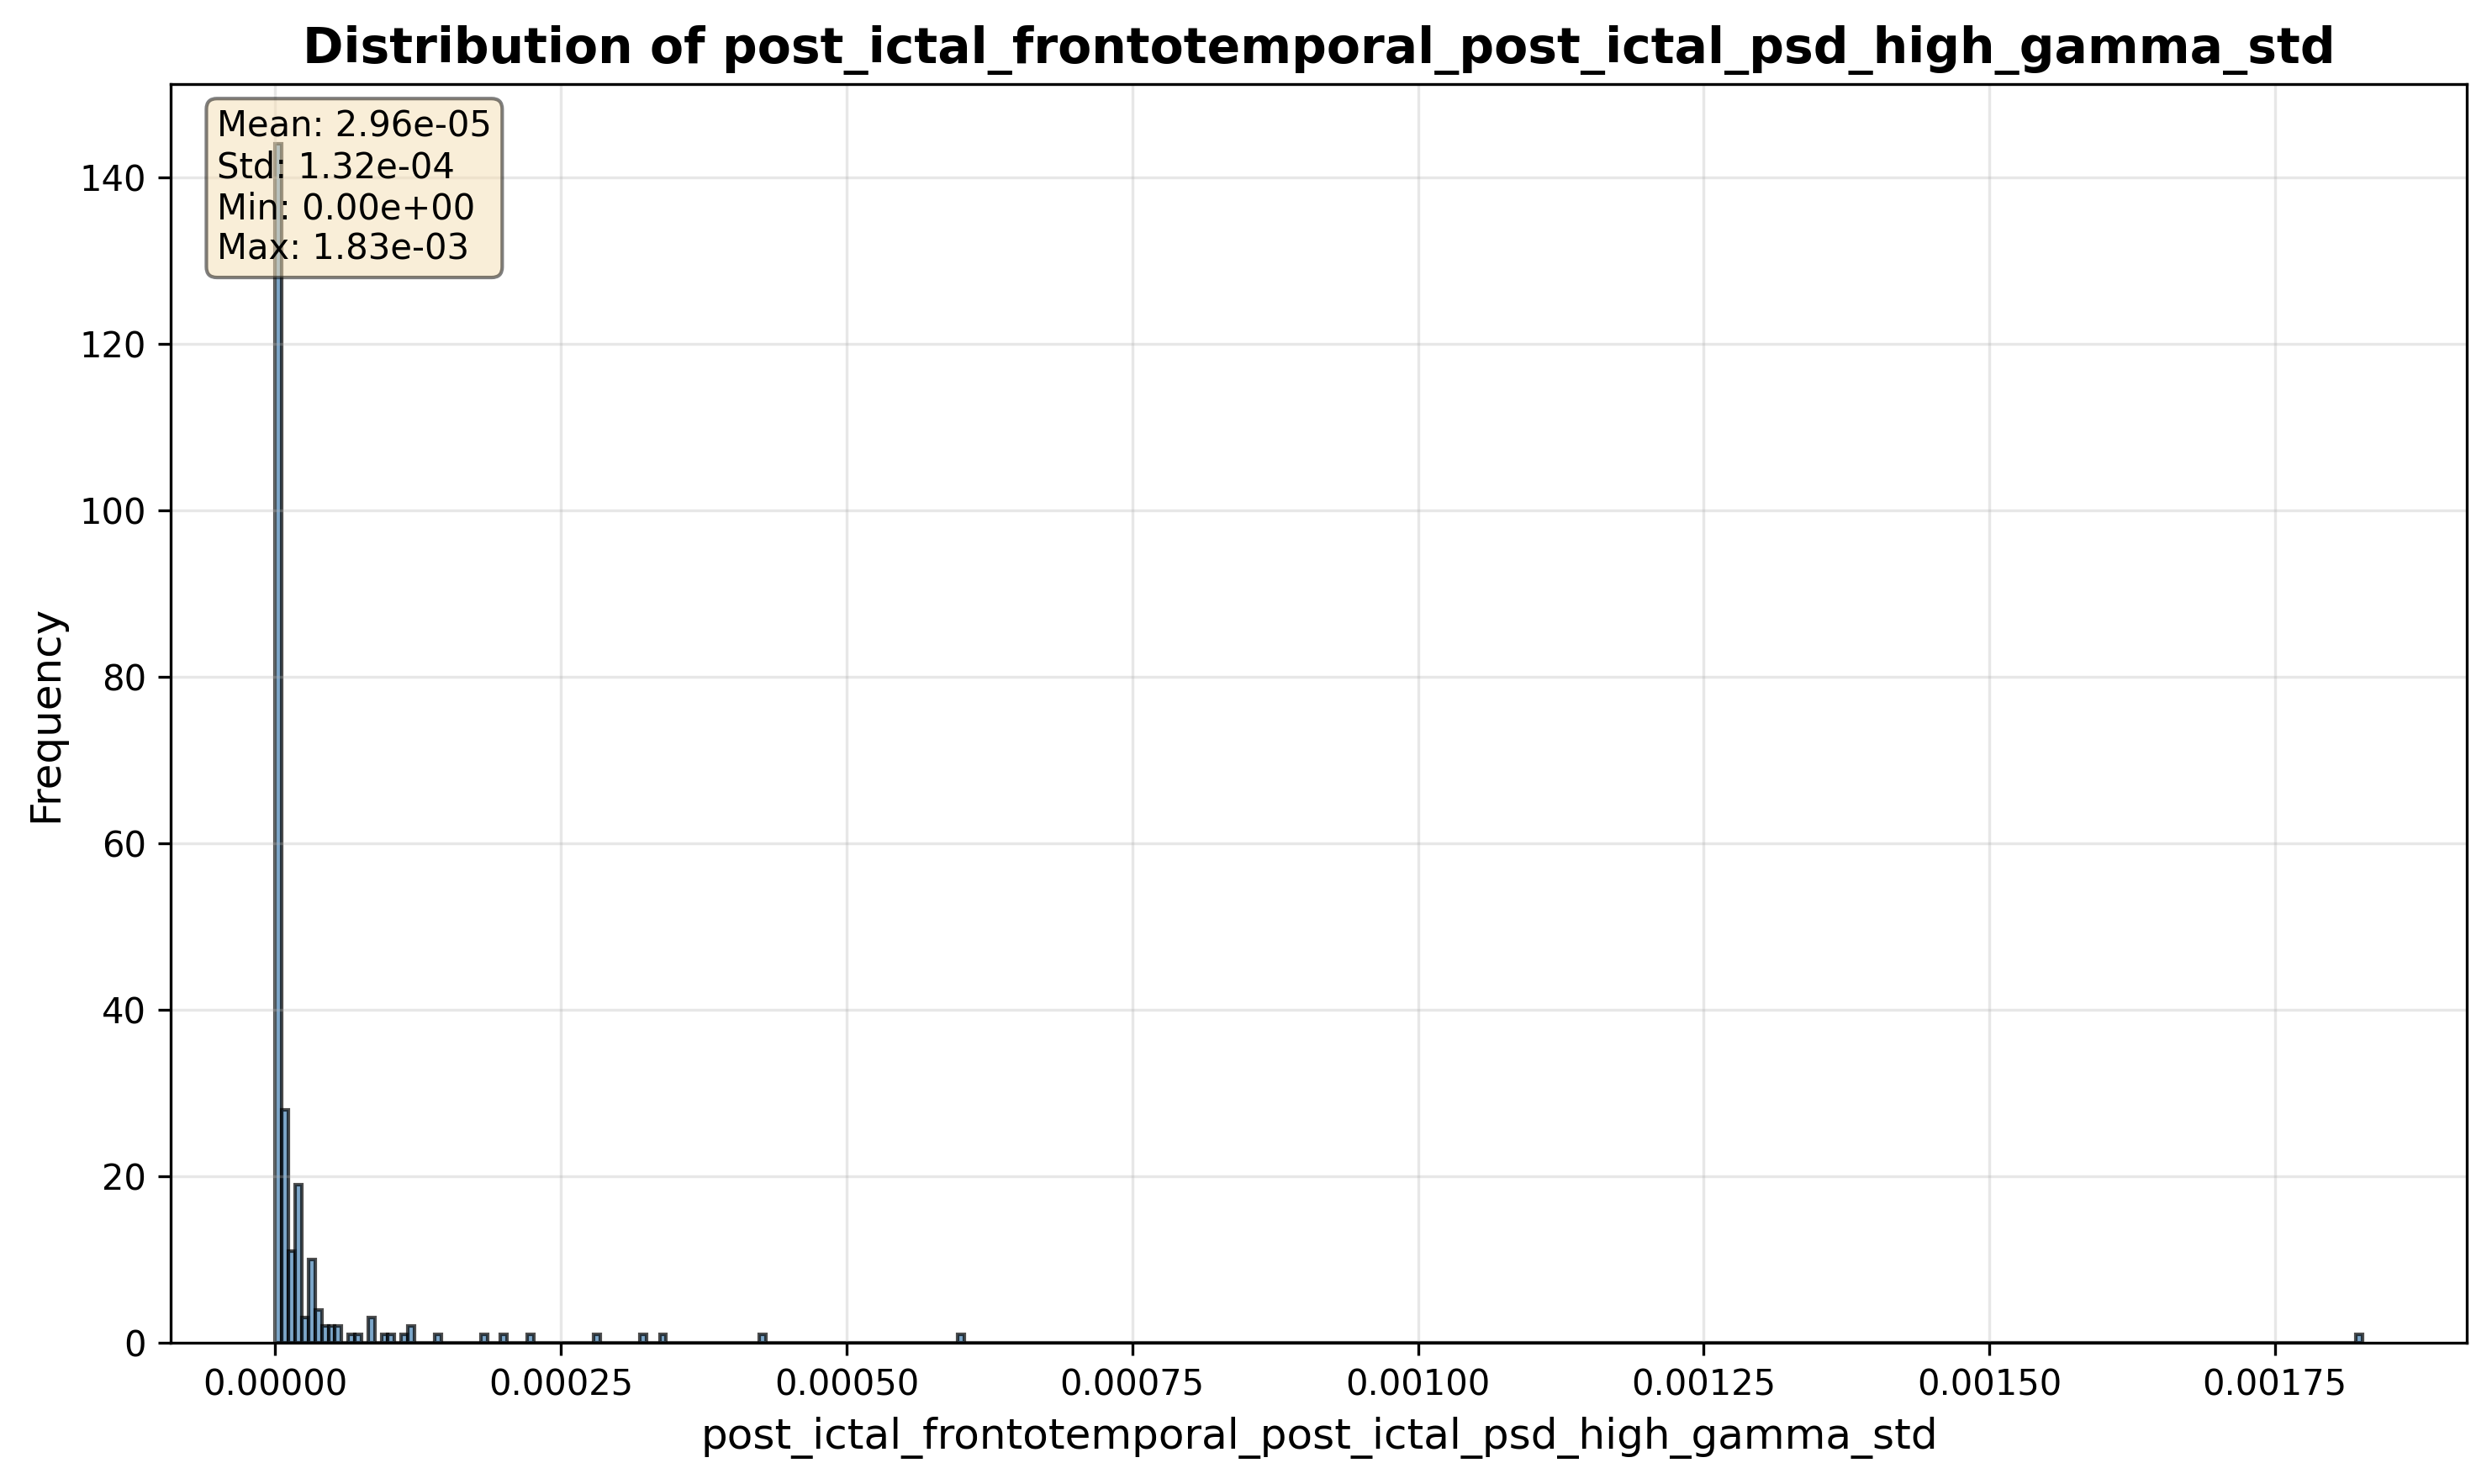 Distribution of post_ictal_frontotemporal_post_ictal_psd_high_gamma_std
Mean: 2.96e-05
Std: 1.32e-04
Min: 0.00e+00
Max: 1.83e-03
140
120
100
80
60
40
20
0
Frequency
0.00000 0.00025 0.00050 0.00075 0.00100 0.00125 0.00150 0.00175
post_ictal_frontotemporal_post_ictal_psd_high_gamma_std